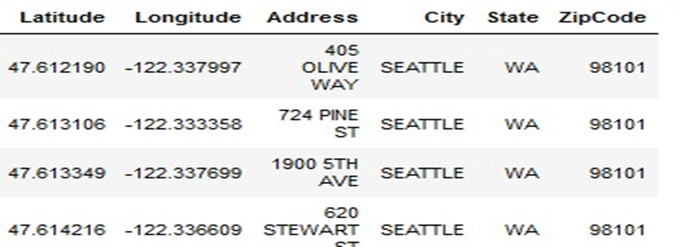 Latitude Longitude Address City State ZipCode
405
47.612190 -122.337997 OLIVE SEATTLE WA 98101
WAY
47.613106 -122.333358 724 PINE SEATTLE WA 98101
ST
47.613349 -122.337699 1900 5TH SEATTLE WA 98101
AVE
620
47.614216 -122.336609 STEWART SEATTLE WA 98101
ST